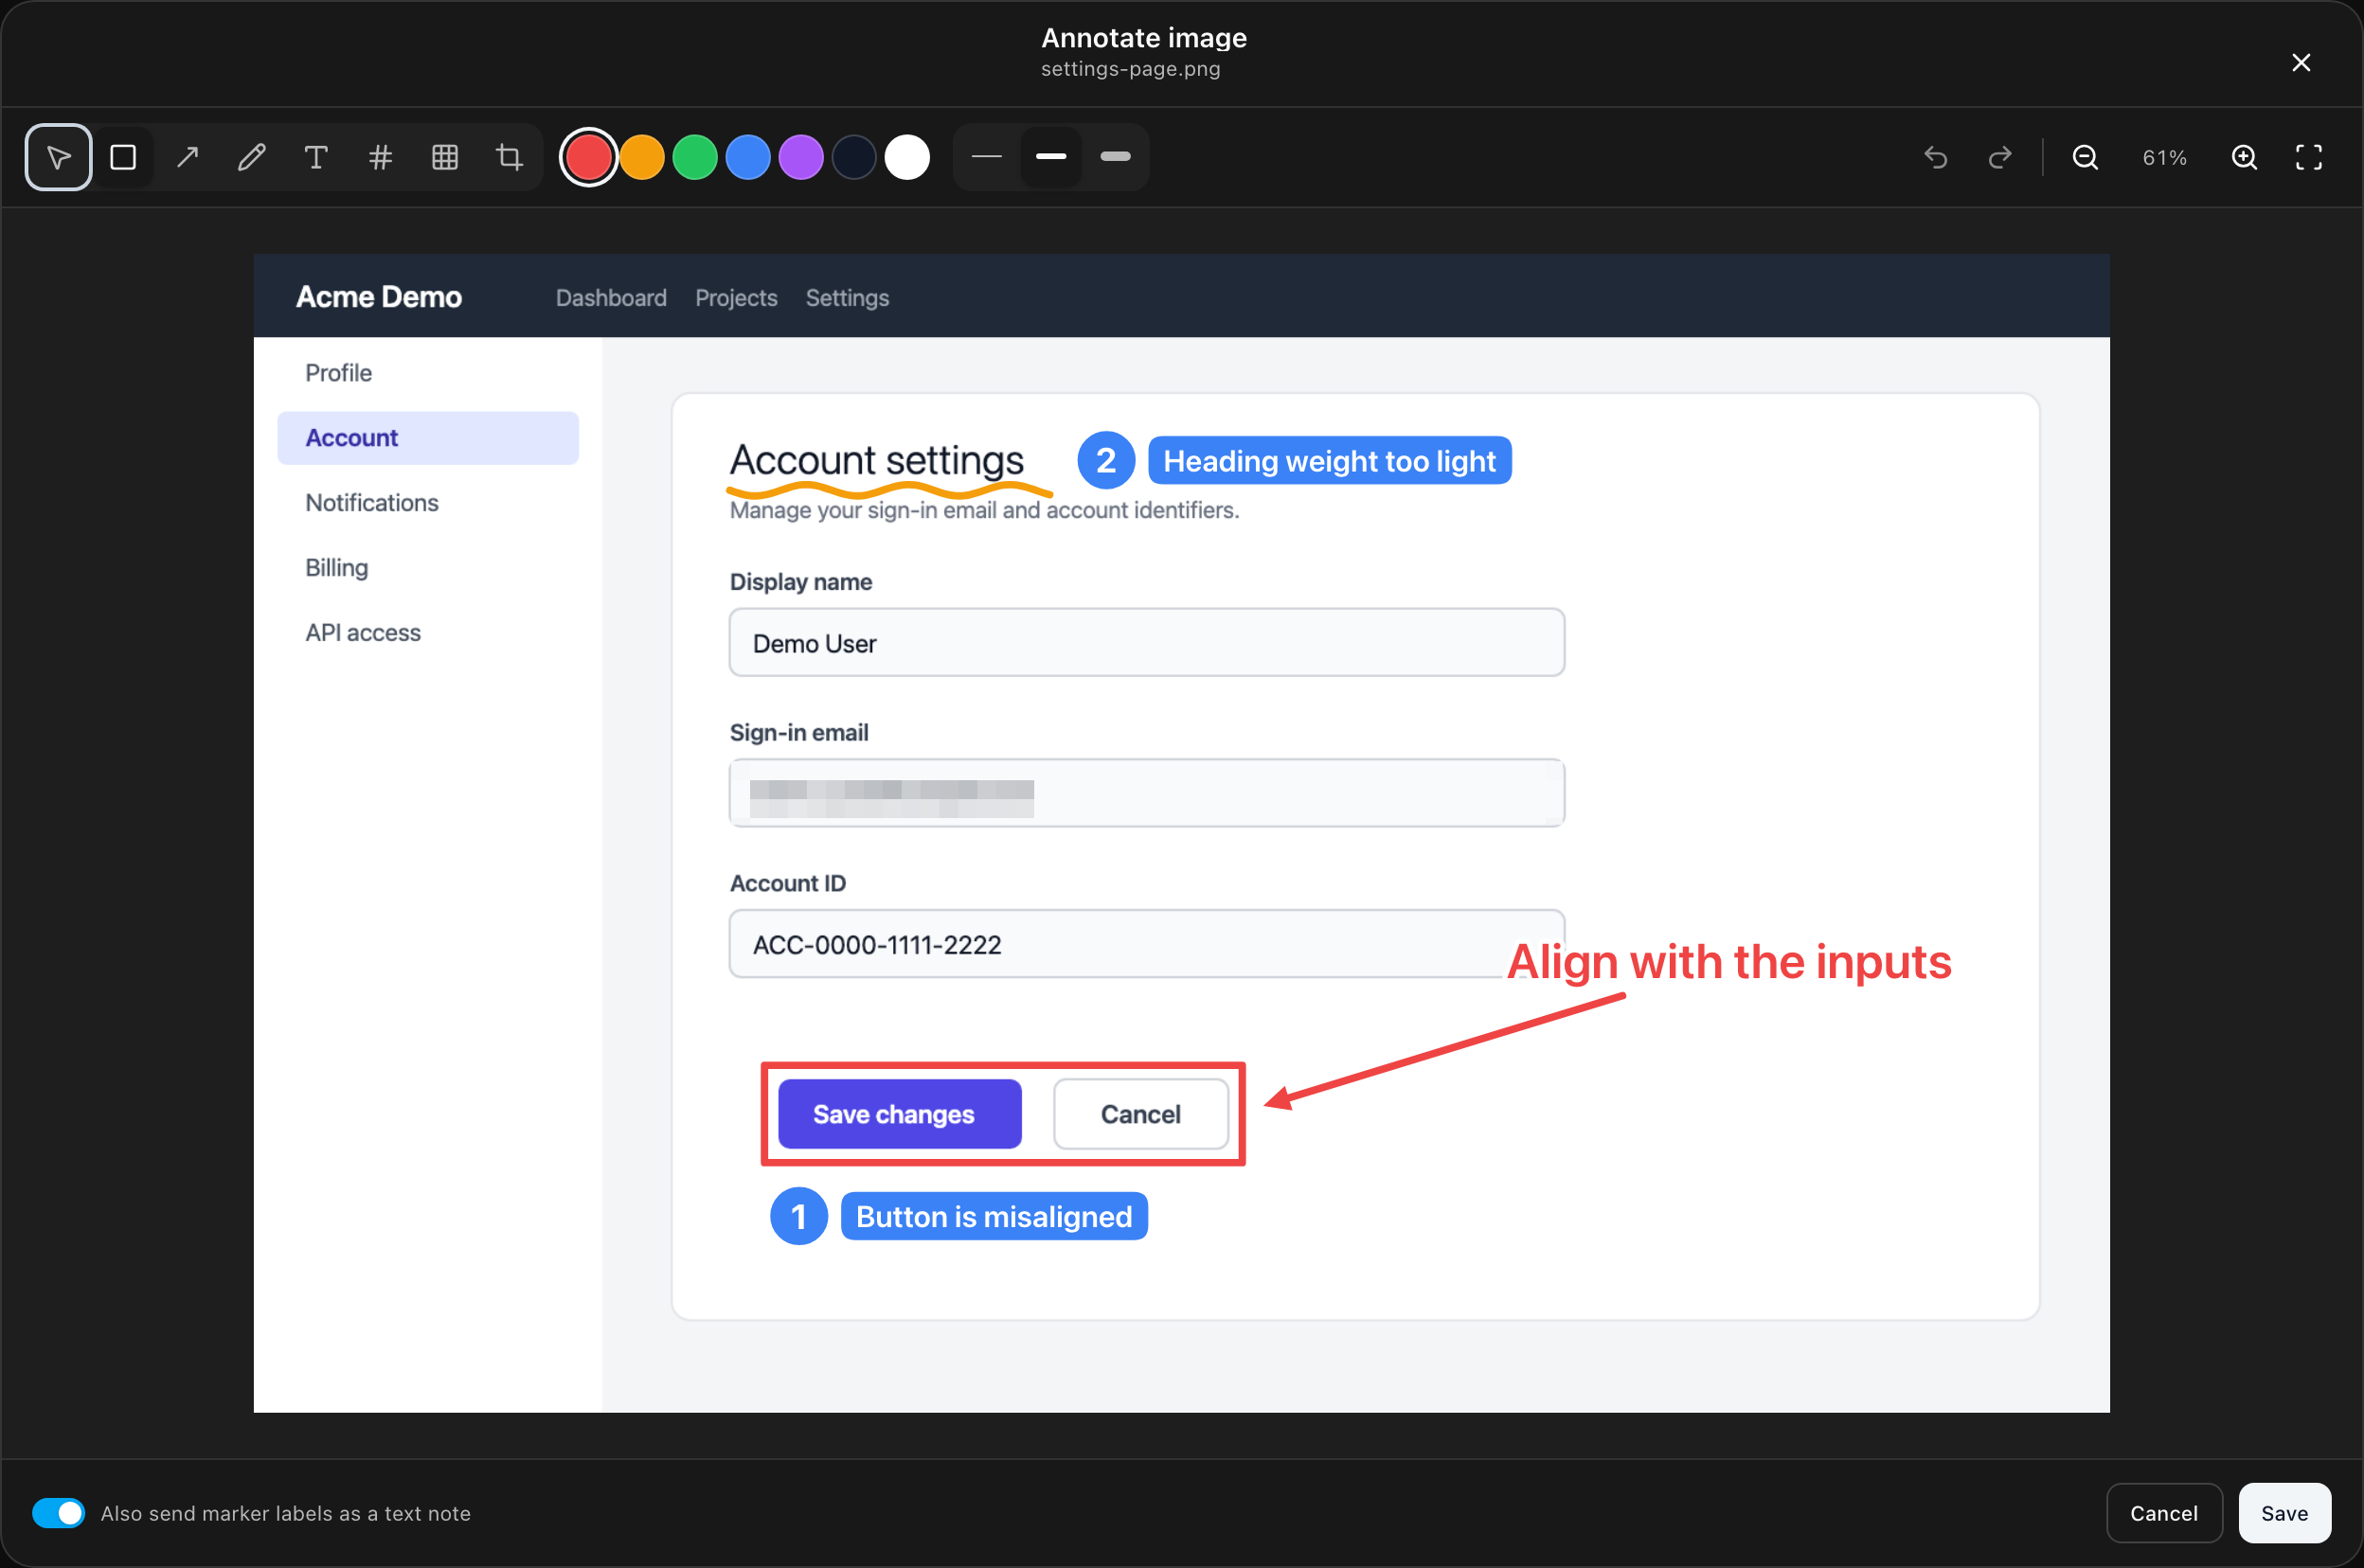 Annotate image
settings-page.png
61%
Acme Demo
Dashboard Projects Settings
Profile
Account
Notifications
Billing
API access
Account settings
2 Heading weight too light
Manage your sign-in email and account identifiers.
Display name
Demo User
Sign-in email
Account ID
ACC-0000-1111-2222
Align with the inputs
Save changes Cancel
1 Button is misaligned
Also send marker labels as a text note
Cancel Save